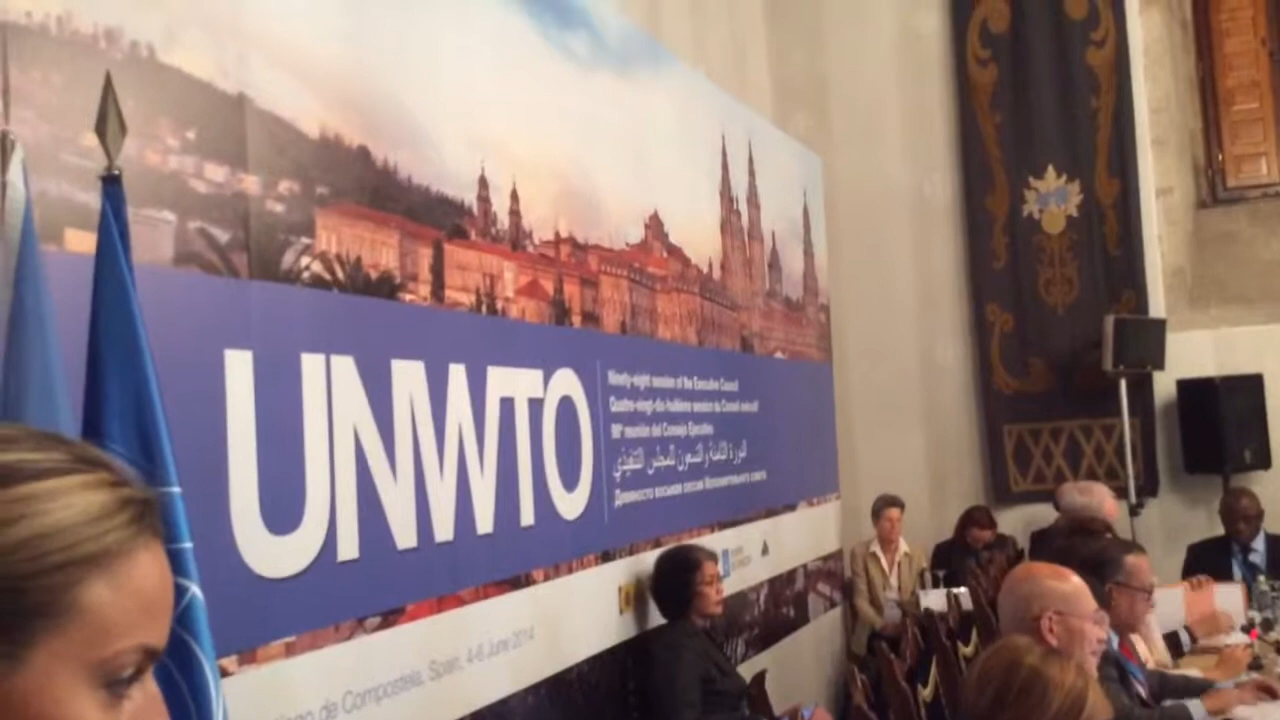 UNWTO
Ninety-eight session of the Executive Council
Quatre-vingt-dix-huitième session du Conseil exécutif
98ª reunión del Consejo Ejecutivo
الدورة الثامنة والتسعون للمجلس التنفيذي
Девяносто восьмая сессия Исполнительного совета
de Compostela, Spain, 4-6 June 2014